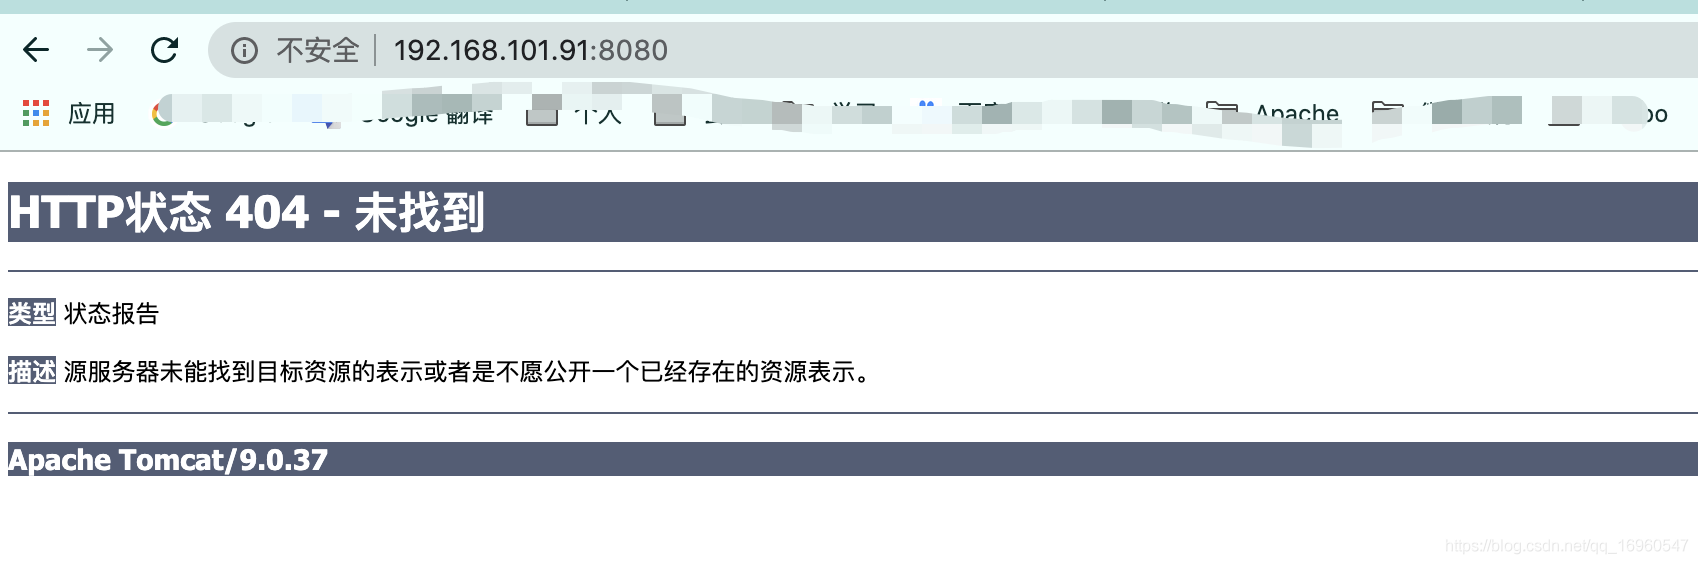 不安全 192.168.101.91:8080
应用 Google 翻译 个人 学习 Apache
HTTP状态 404 - 未找到
类型 状态报告
描述 源服务器未能找到目标资源的表示或者是不愿公开一个已经存在的资源表示。
Apache Tomcat/9.0.37
https://blog.csdn.net/qq_16960547